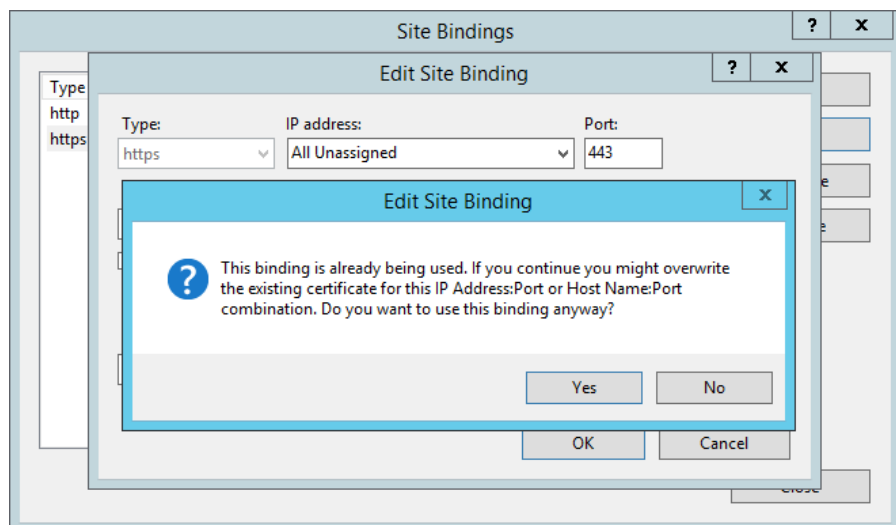 Site Bindings
? x
Edit Site Binding
? x
Type
http
https
Type: IP address: Port:
https All Unassigned 443
Edit Site Binding
x
This binding is already being used. If you continue you might overwrite
the existing certificate for this IP Address:Port or Host Name:Port
combination. Do you want to use this binding anyway?
Yes No
OK Cancel
Close